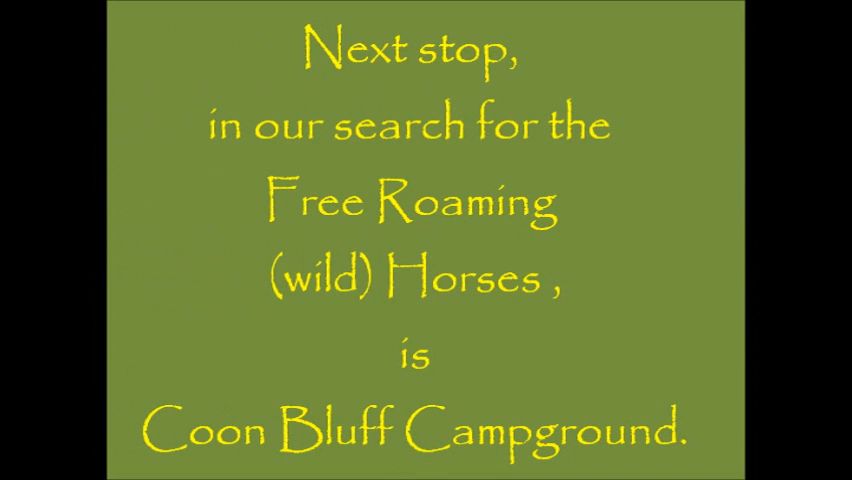 Next stop,
in our search for the
Free Roaming
(wild) Horses ,
is
Coon Bluff Campground.